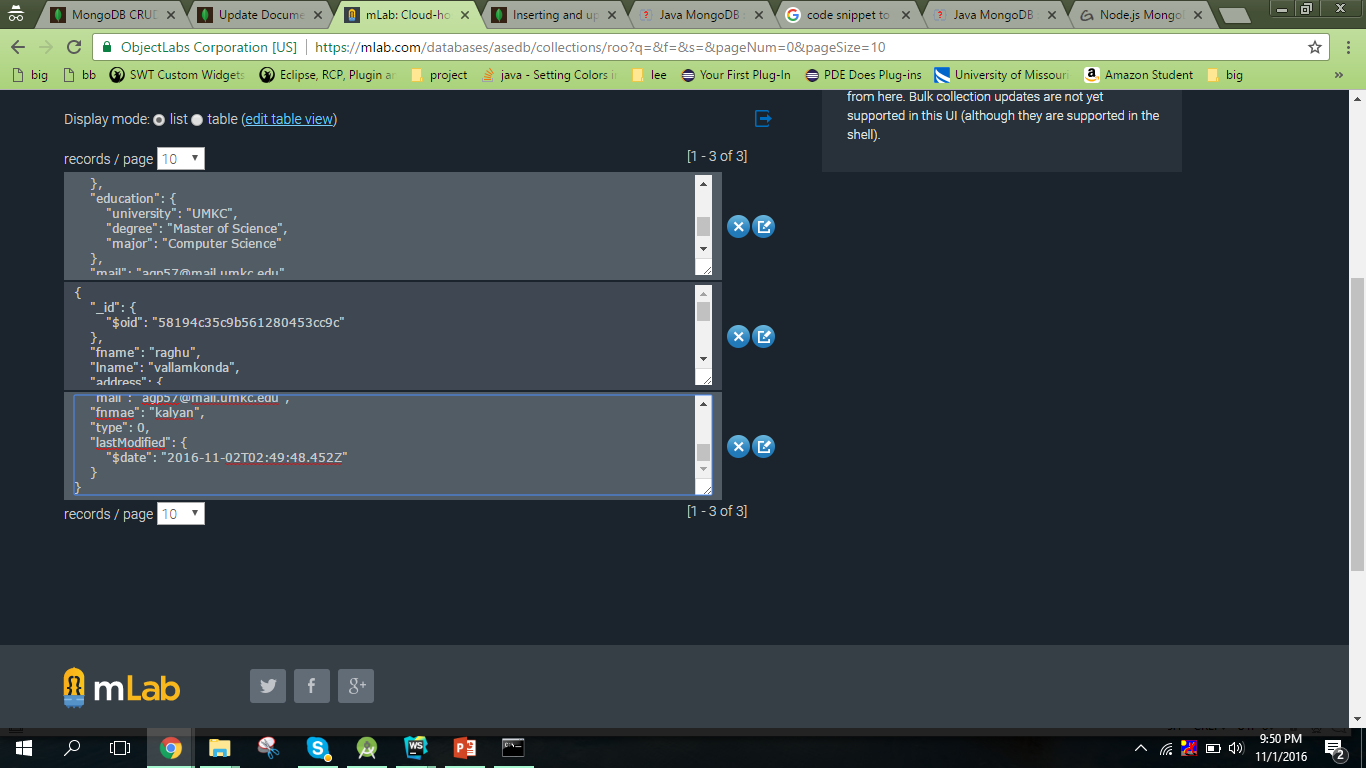 MongoDB CRUD
Update Docume
mLab: Cloud-ho
Inserting and up
Java MongoDB
code snippet to
Java MongoDB
Node.js Mongo
ObjectLabs Corporation [US]
https://mlab.com/databases/asedb/collections/roo?q=&f=&s=&pageNum=0&pageSize=10
big
bb
SWT Custom Widgets
Eclipse, RCP, Plugin an
project
java - Setting Colors i
lee
Your First Plug-In
PDE Does Plug-ins
University of Missouri
Amazon Student
big
»
Display mode: list table (edit table view)
from here. Bulk collection updates are not yet
supported in this UI (although they are supported in the
shell).
records / page 10
[1 - 3 of 3]
},
"education": {
"university": "UMKC",
"degree": "Master of Science",
"major": "Computer Science"
},
"mail": "agp57@mail.umkc.edu"
{
"_id": {
"$oid": "58194c35c9b561280453cc9c"
},
"fname": "raghu",
"lname": "vallamkonda",
"address": {
"mail": "agp57@mail.umkc.edu",
"fnmae": "kalyan",
"type": 0,
"lastModified": {
"$date": "2016-11-02T02:49:48.452Z"
}
}
records / page 10
[1 - 3 of 3]
mLab
f
g+
9:50 PM
11/1/2016
2